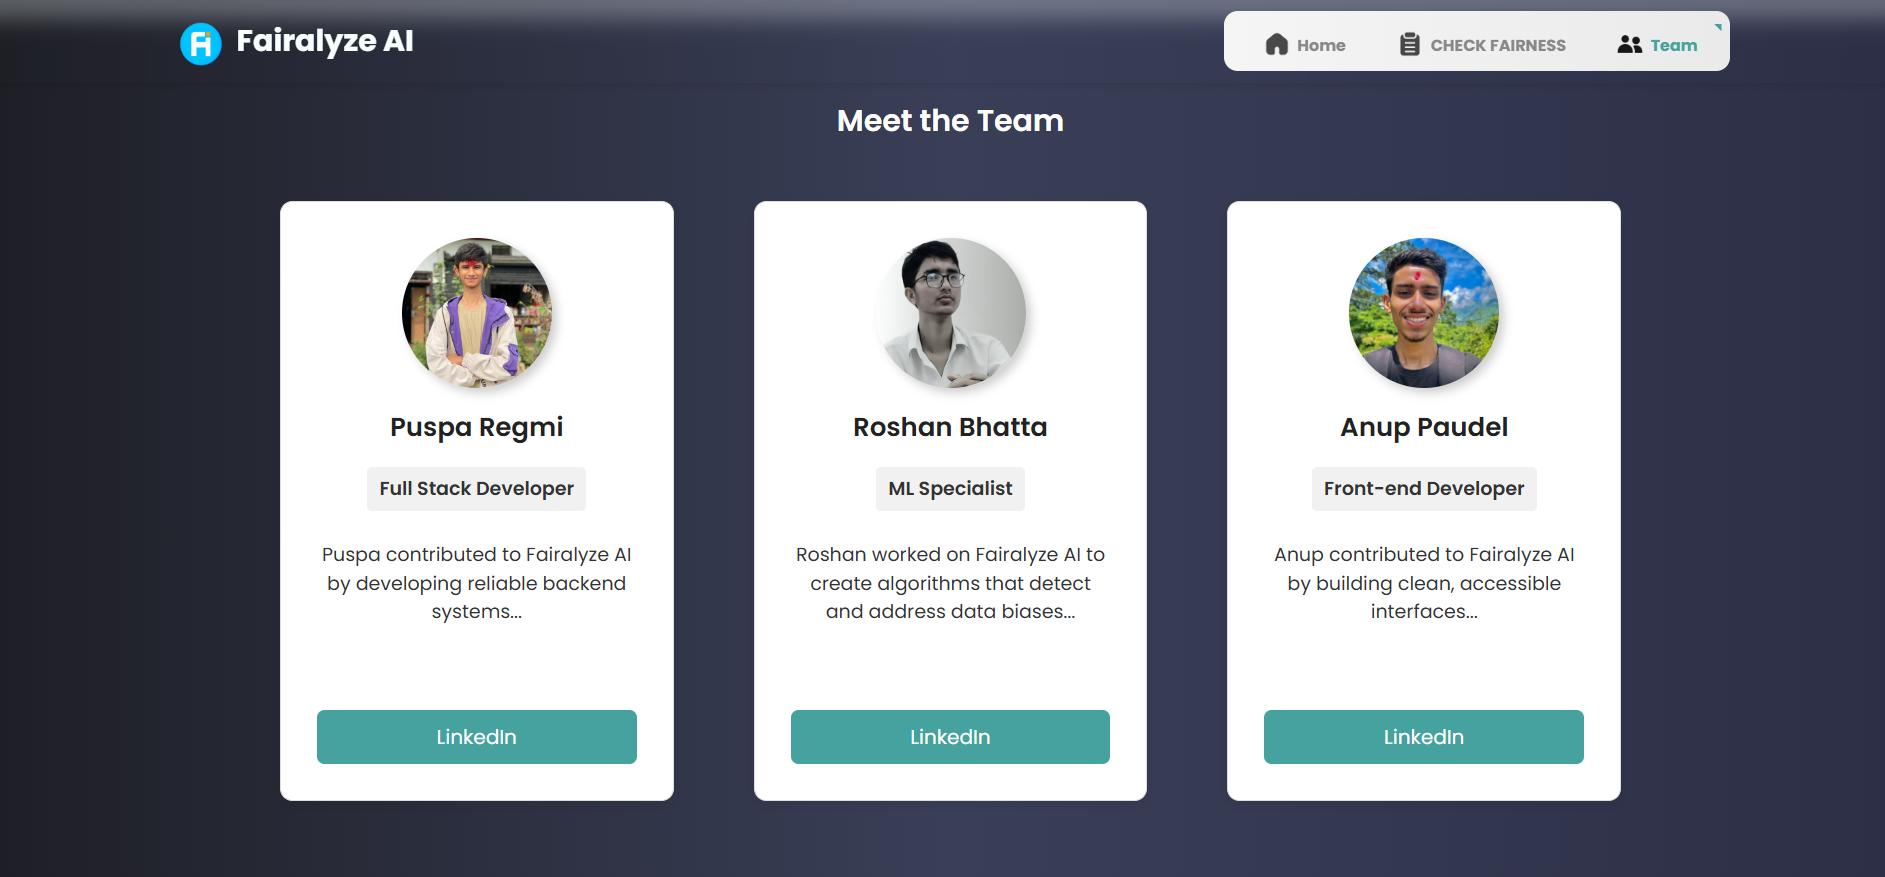 Fi Fairalyze AI
Home CHECK FAIRNESS Team
Meet the Team
Puspa Regmi
Full Stack Developer
Puspa contributed to Fairalyze AI
by developing reliable backend
systems...
LinkedIn
Roshan Bhatta
ML Specialist
Roshan worked on Fairalyze AI to
create algorithms that detect
and address data biases...
LinkedIn
Anup Paudel
Front-end Developer
Anup contributed to Fairalyze AI
by building clean, accessible
interfaces...
LinkedIn